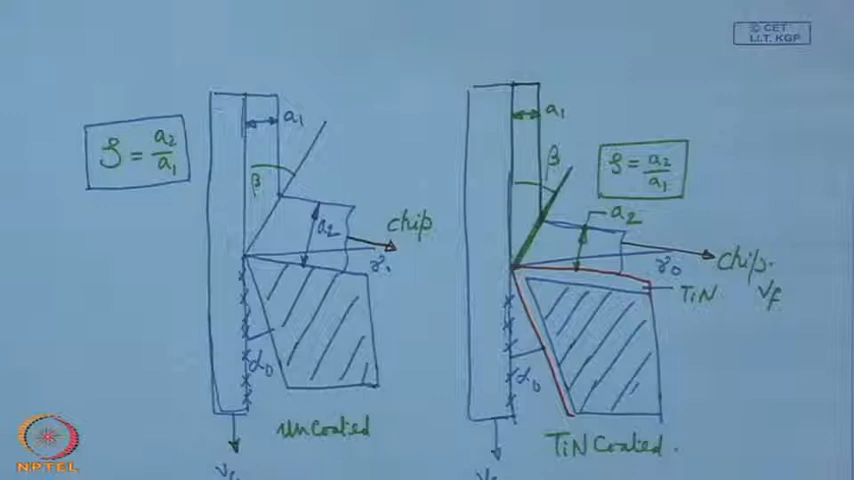 © CET
I.I.T. KGP
ζ = a₂/a₁
a₁
β
a₂
chip
γ₀
α₀
uncoated
a₁
β
ζ = a₂/a₁
a₂
γ₀
chip.
TiN
Vf
α₀
TiN Coated.
NPTEL